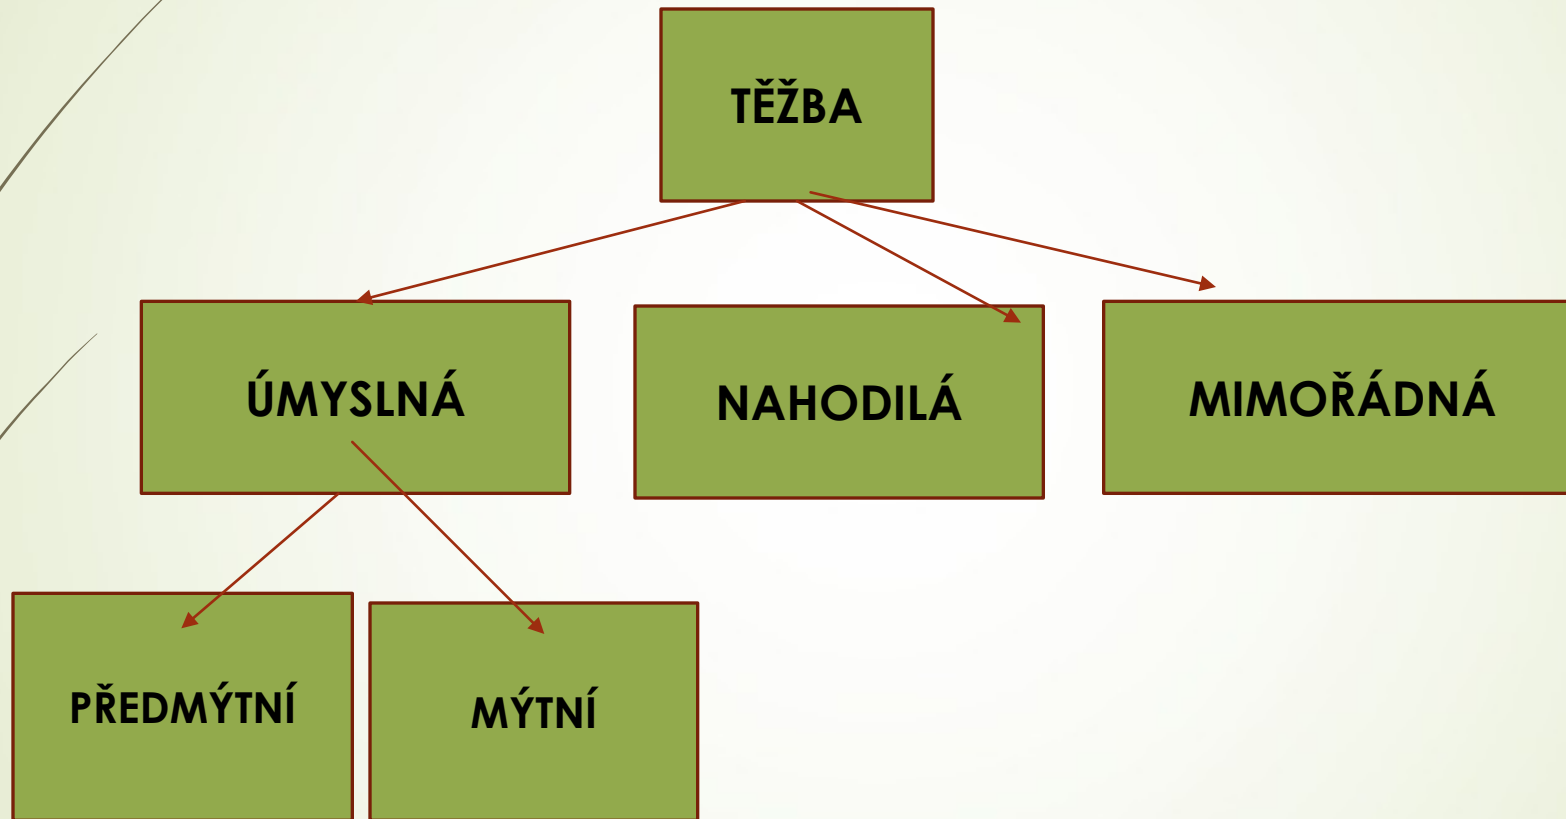 TĚŽBA
ÚMYSLNÁ
NAHODILÁ
MIMOŘÁDNÁ
PŘEDMÝTNÍ
MÝTNÍ